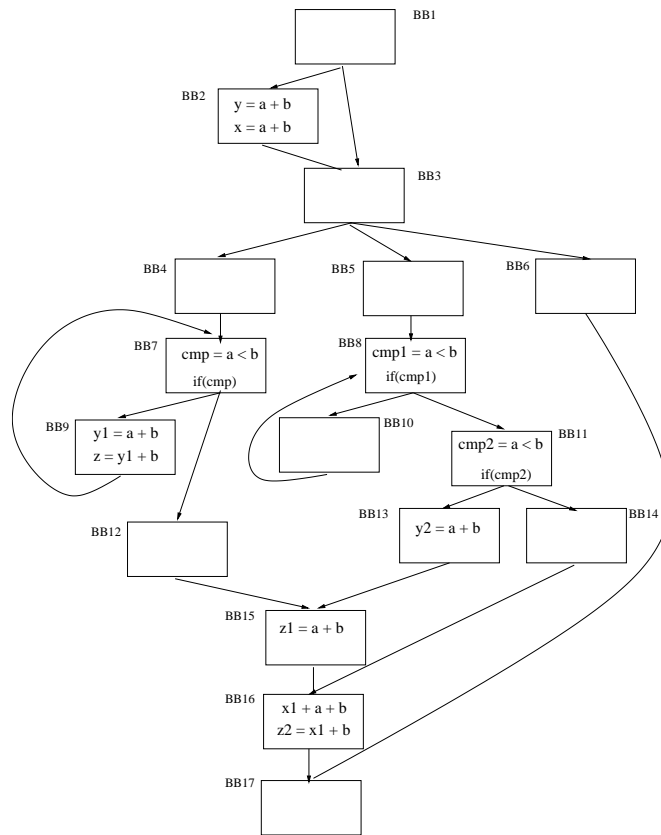 BB1
BB2
y = a + b
x = a + b
BB3
BB4
BB5
BB6
BB7
cmp = a < b
if(cmp)
BB8
cmp1 = a < b
if(cmp1)
BB9
y1 = a + b
z = y1 + b
BB10
cmp2 = a < b
if(cmp2)
BB11
BB12
BB13
y2 = a + b
BB14
BB15
z1 = a + b
BB16
x1 + a + b
z2 = x1 + b
BB17